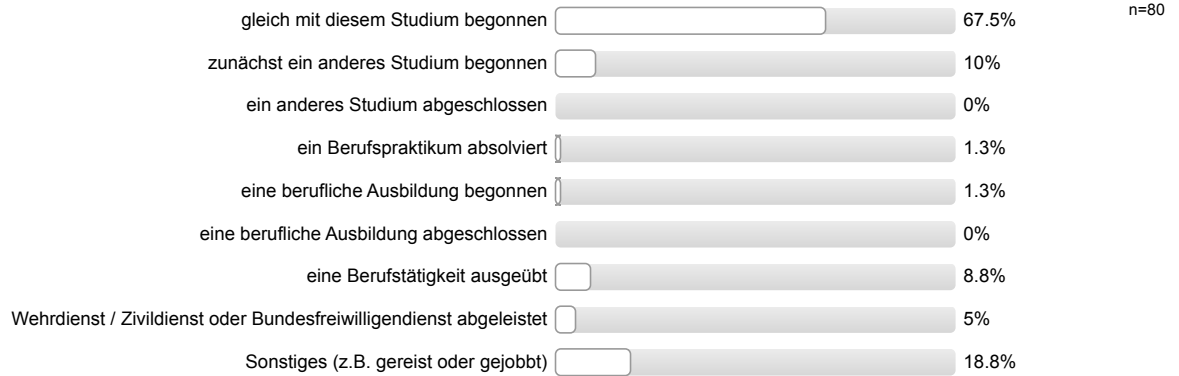 gleich mit diesem Studium begonnen 67.5% n=80
zunächst ein anderes Studium begonnen 10%
ein anderes Studium abgeschlossen 0%
ein Berufspraktikum absolviert 1.3%
eine berufliche Ausbildung begonnen 1.3%
eine berufliche Ausbildung abgeschlossen 0%
eine Berufstätigkeit ausgeübt 8.8%
Wehrdienst / Zivildienst oder Bundesfreiwilligendienst abgeleistet 5%
Sonstiges (z.B. gereist oder gejobbt) 18.8%